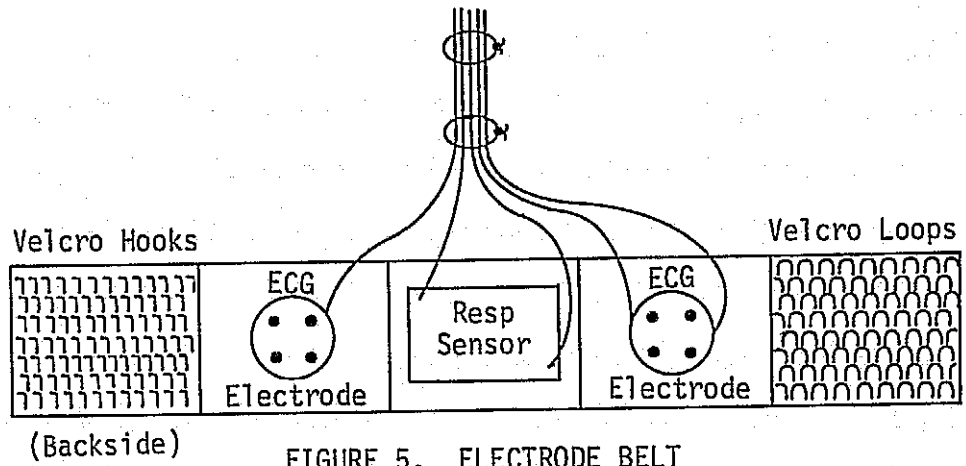 Velcro Hooks
Velcro Loops
ECG
Electrode
Resp
Sensor
ECG
Electrode
(Backside)
FIGURE 5. ELECTRODE BELT